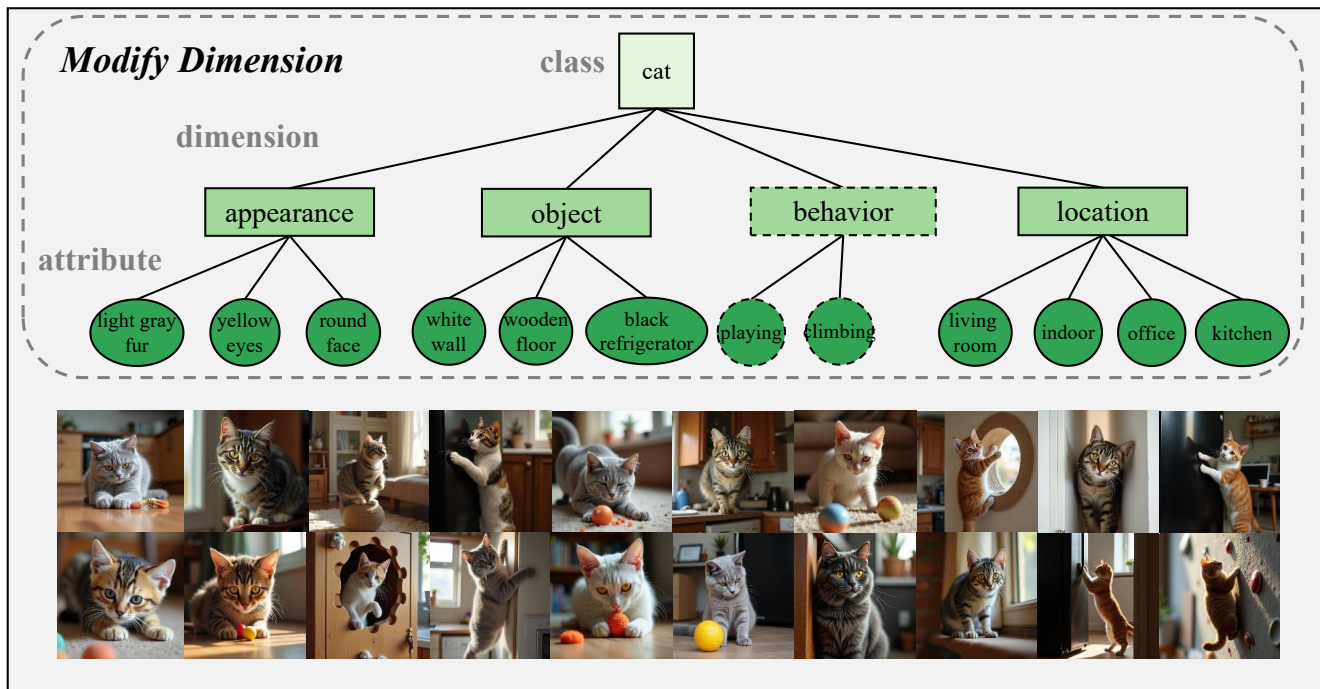 Modify Dimension
class
cat
dimension
appearance
object
behavior
location
attribute
light gray
fur
yellow
eyes
round
face
white
wall
wooden
floor
black
refrigerator
playing
climbing
living
room
indoor
office
kitchen